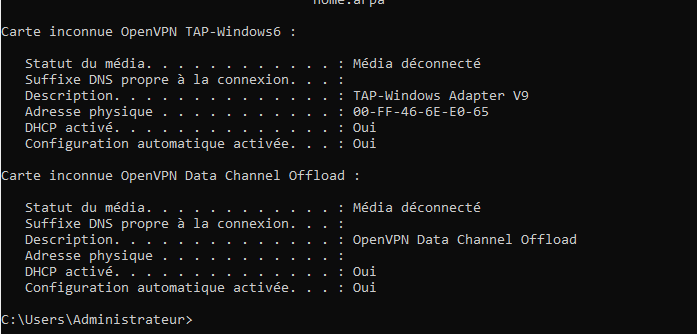 home.arpa
Carte inconnue OpenVPN TAP-Windows6 :
Statut du média. . . . . . . . . . . . : Média déconnecté
Suffixe DNS propre à la connexion. . . :
Description. . . . . . . . . . . . . . : TAP-Windows Adapter V9
Adresse physique . . . . . . . . . . . : 00-FF-46-6E-E0-65
DHCP activé. . . . . . . . . . . . . . : Oui
Configuration automatique activée. . . : Oui
Carte inconnue OpenVPN Data Channel Offload :
Statut du média. . . . . . . . . . . . : Média déconnecté
Suffixe DNS propre à la connexion. . . :
Description. . . . . . . . . . . . . . : OpenVPN Data Channel Offload
Adresse physique . . . . . . . . . . . :
DHCP activé. . . . . . . . . . . . . . : Oui
Configuration automatique activée. . . : Oui
C:\Users\Administrateur>